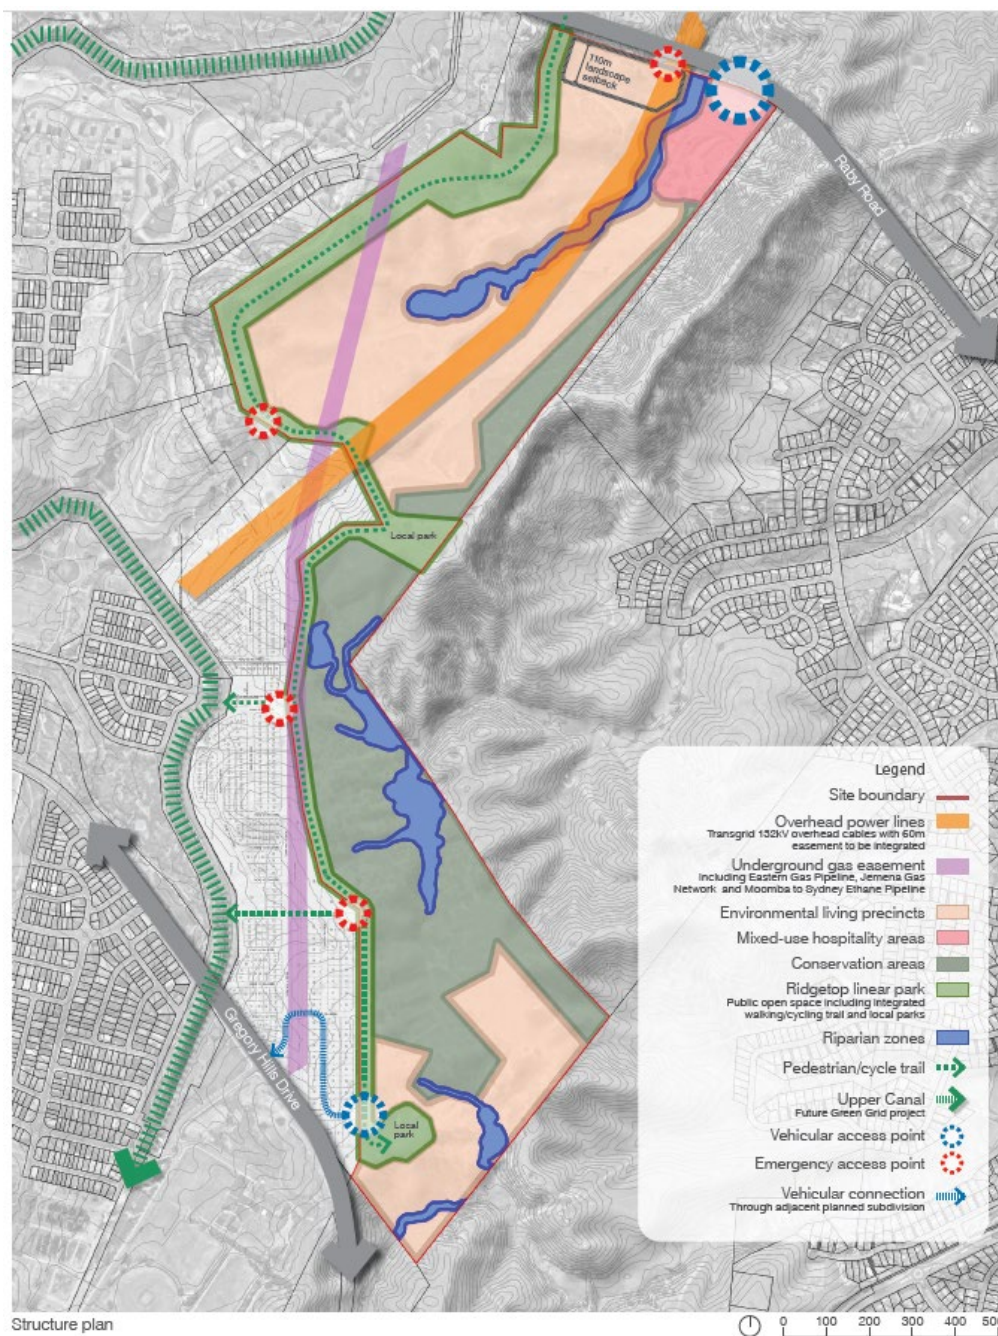 110m
landscape
setback
Raby Road
Local park
Gregory Hills Drive
Local
park
Legend
Site boundary
Overhead power lines
Transgrid 132kV overhead cables with 60m
easement to be integrated
Underground gas easement
Including Eastern Gas Pipeline, Jemena Gas
Network and Moomba to Sydney Ethane Pipeline
Environmental living precincts
Mixed-use hospitality areas
Conservation areas
Ridgetop linear park
Public open space including integrated
walking/cycling trail and local parks
Riparian zones
Pedestrian/cycle trail
Upper Canal
Future Green Grid project
Vehicular access point
Emergency access point
Vehicular connection
Through adjacent planned subdivision
Structure plan
0 100 200 300 400